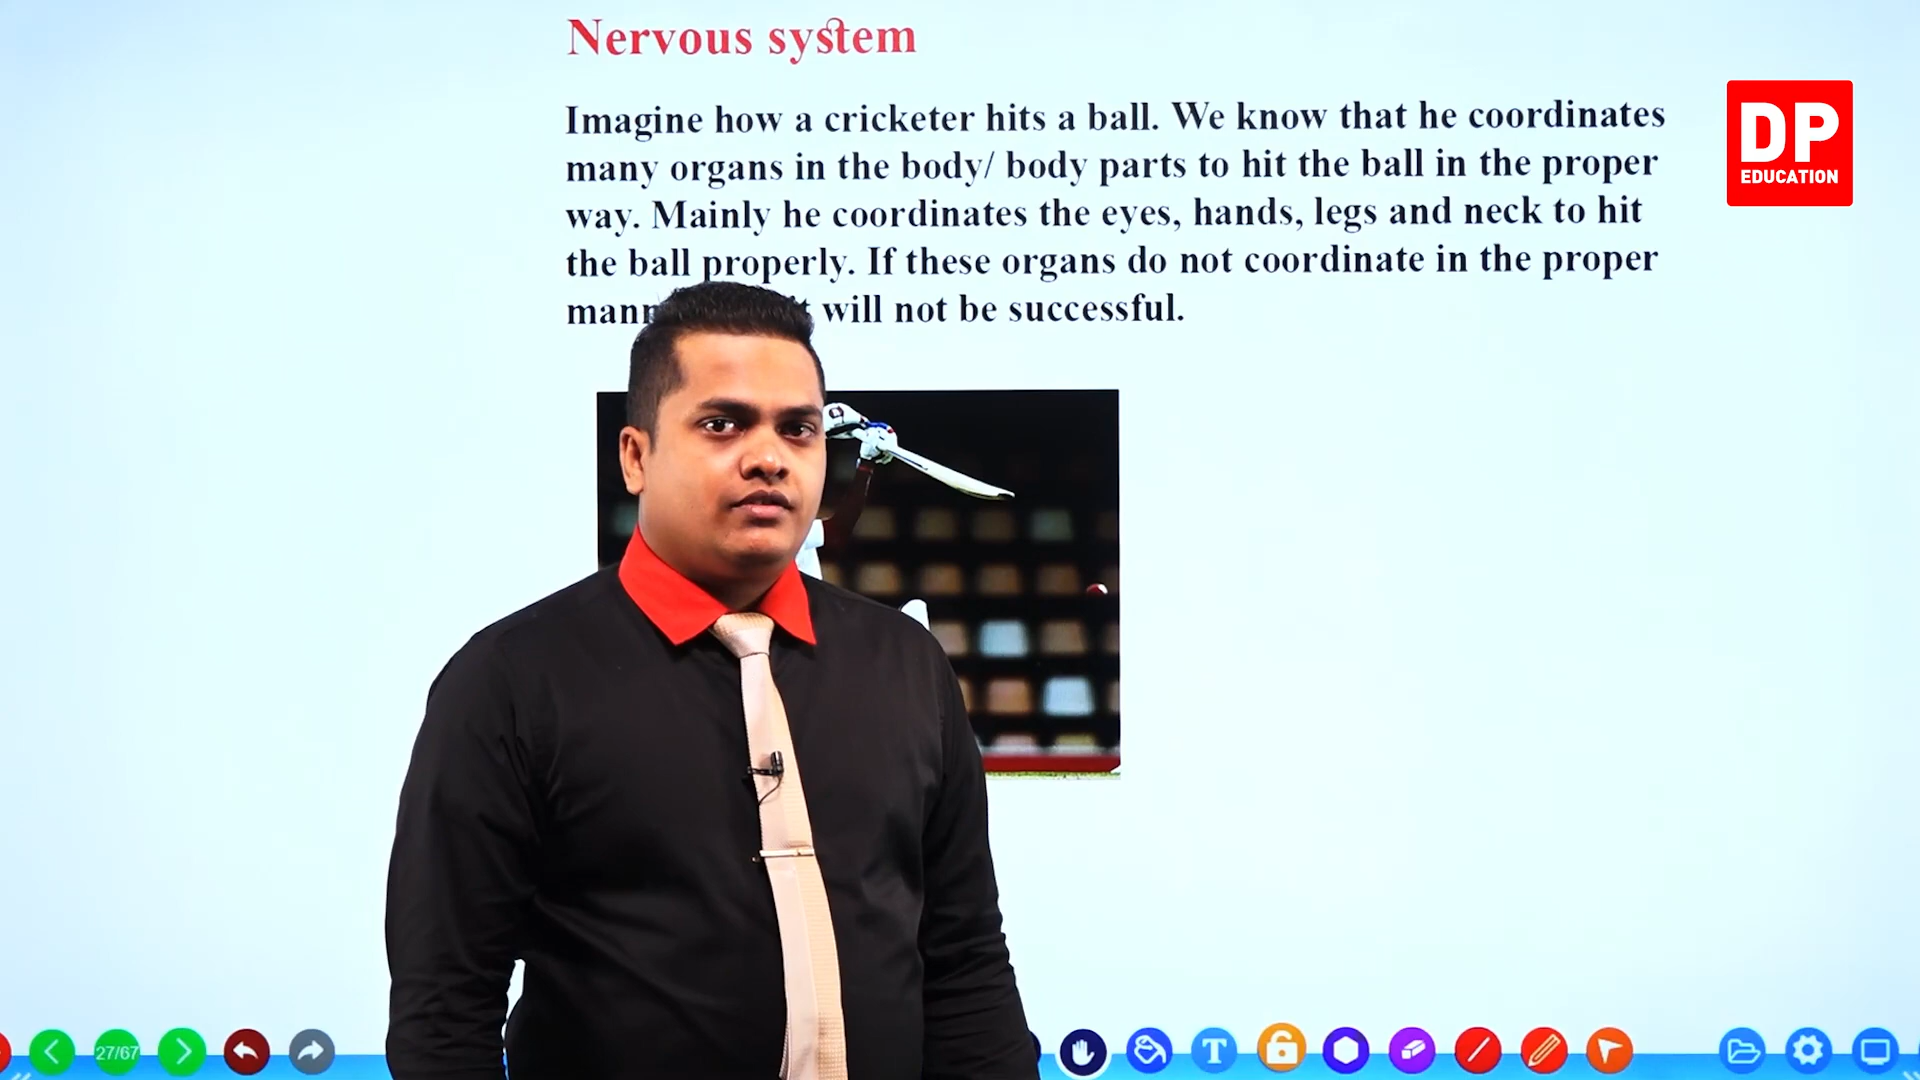 Nervous system
Imagine how a cricketer hits a ball. We know that he coordinates
many organs in the body/ body parts to hit the ball in the proper
way. Mainly he coordinates the eyes, hands, legs and neck to hit
the ball properly. If these organs do not coordinate in the proper
will not be successful.
DP
EDUCATION
27/67
T